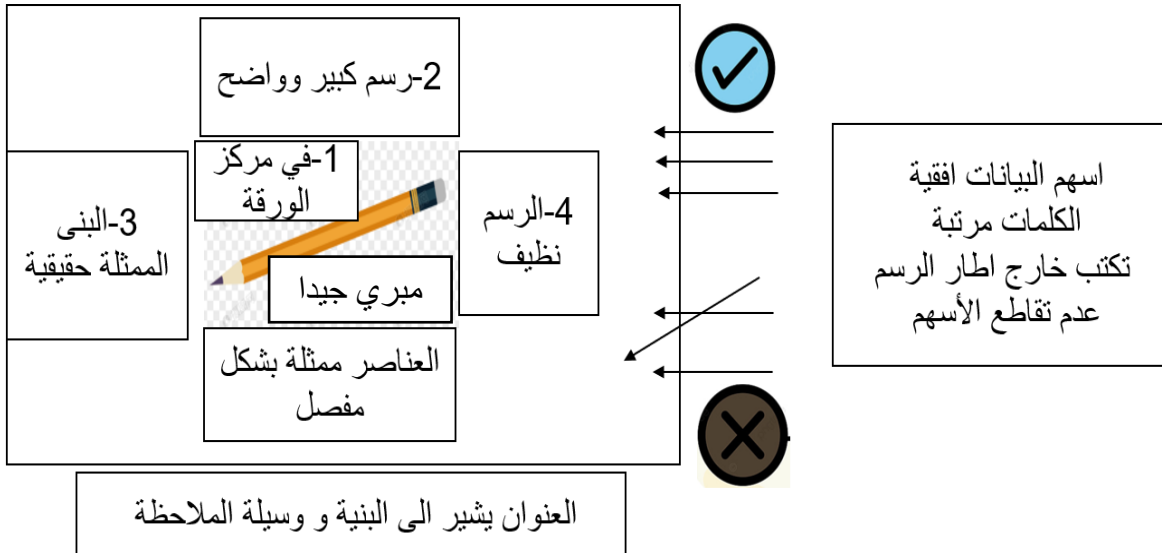 2-رسم كبير وواضح
1-في مركز
الورقة
3-البنى
الممثلة حقيقية
4-الرسم
نظيف
مبري جيدا
العناصر ممثلة بشكل
مفصل
اسهم البيانات افقية
الكلمات مرتبة
تكتب خارج اطار الرسم
عدم تقاطع الأسهم
العنوان يشير الى البنية و وسيلة الملاحظة